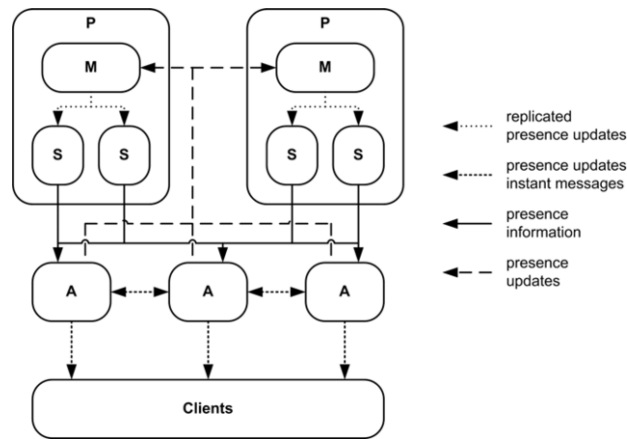 P
P
M
M
S
S
S
S
replicated
presence updates
presence updates
instant messages
presence
information
presence
updates
A
A
A
Clients